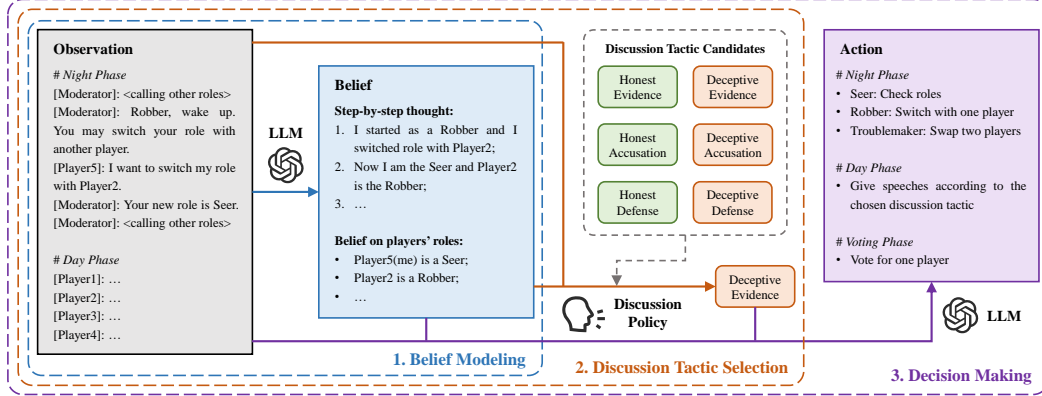 Observation
# Night Phase
[Moderator]: <calling other roles>
[Moderator]: Robber, wake up.
You may switch your role with
another player.
[Player5]: I want to switch my role
with Player2.
[Moderator]: Your new role is Seer.
[Moderator]: <calling other roles>
# Day Phase
[Player1]: …
[Player2]: …
[Player3]: …
[Player4]: …
LLM
Belief
Step-by-step thought:
1. I started as a Robber and I
switched role with Player2;
2. Now I am the Seer and Player2
is the Robber;
3. …
Belief on players' roles:
• Player5(me) is a Seer;
• Player2 is a Robber;
• …
1. Belief Modeling
Discussion Tactic Candidates
Honest
Evidence
Deceptive
Evidence
Honest
Accusation
Deceptive
Accusation
Honest
Defense
Deceptive
Defense
Discussion
Policy
Deceptive
Evidence
2. Discussion Tactic Selection
Action
# Night Phase
• Seer: Check roles
• Robber: Switch with one player
• Troublemaker: Swap two players
# Day Phase
• Give speeches according to the
chosen discussion tactic
# Voting Phase
• Vote for one player
LLM
3. Decision Making